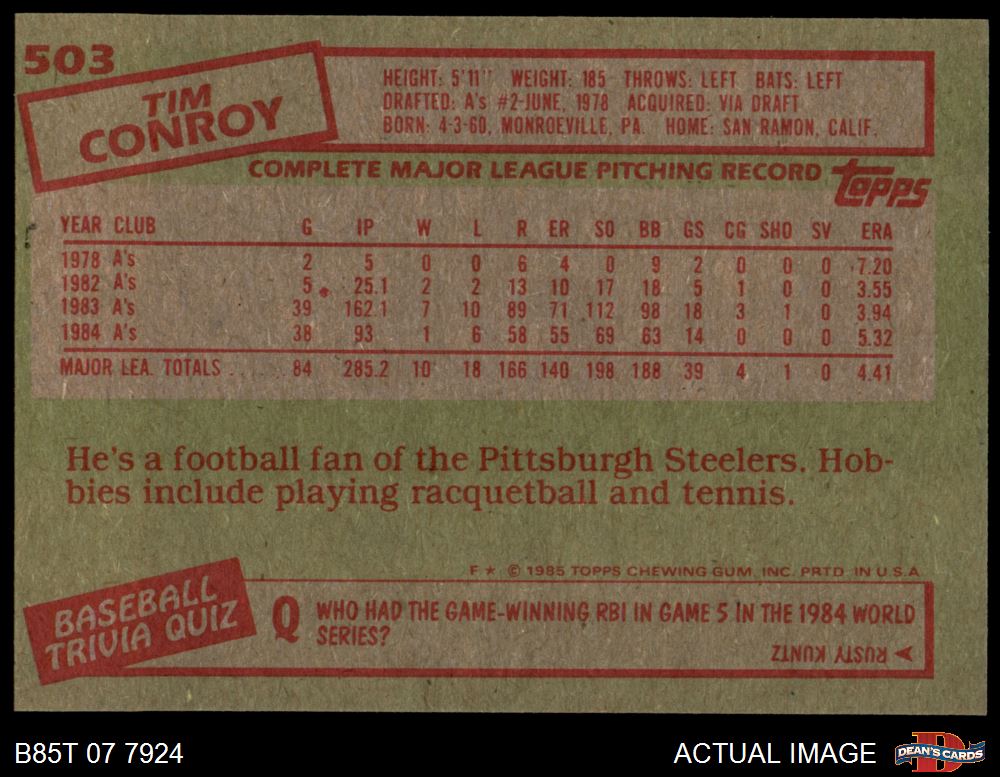 503
TIM
CONROY
HEIGHT: 5'11" WEIGHT: 185 THROWS: LEFT BATS: LEFT
DRAFTED: A's #2-JUNE, 1978 ACQUIRED: VIA DRAFT
BORN: 4-3-60, MONROEVILLE, PA. HOME: SAN RAMON, CALIF.
COMPLETE MAJOR LEAGUE PITCHING RECORD
topps
YEAR CLUB G IP W L R ER SO BB GS CG SHO SV ERA
1978 A's 2 5 0 0 6 4 0 9 2 0 0 0 7.20
1982 A's 5 25.1 2 2 13 10 17 18 5 1 0 0 3.55
1983 A's 39 162.1 7 10 89 71 112 98 18 3 1 0 3.94
1984 A's 38 93 1 6 58 55 69 63 14 0 0 0 5.32
MAJOR LEA. TOTALS ..... 84 285.2 10 18 166 140 198 188 39 4 1 0 4.41
He's a football fan of the Pittsburgh Steelers. Hob-
bies include playing racquetball and tennis.
F ★ © 1985 TOPPS CHEWING GUM, INC. PRTD. IN U.S.A.
BASEBALL
TRIVIA QUIZ
Q WHO HAD THE GAME-WINNING RBI IN GAME 5 IN THE 1984 WORLD
SERIES?
➤ RUSTY KUNTZ
B85T 07 7924
ACTUAL IMAGE
D
DEAN'S CARDS